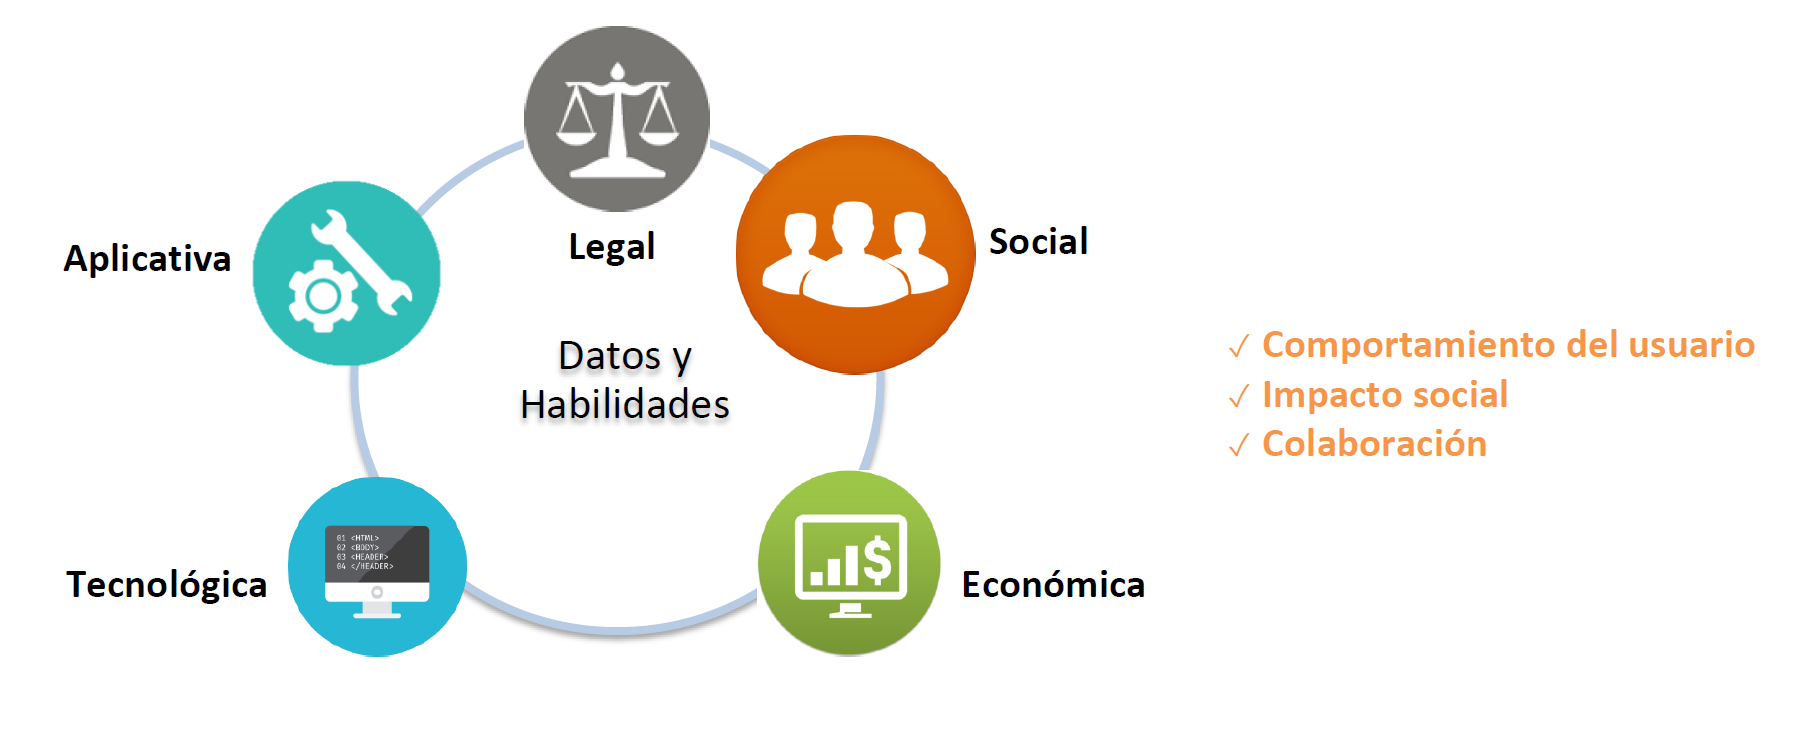 Legal
Social
Aplicativa
Datos y
Habilidades
✓ Comportamiento del usuario
✓ Impacto social
✓ Colaboración
01 <HTML>
02 <BODY>
03 <HEADER>
04 </HEADER>
Tecnológica
$
Económica